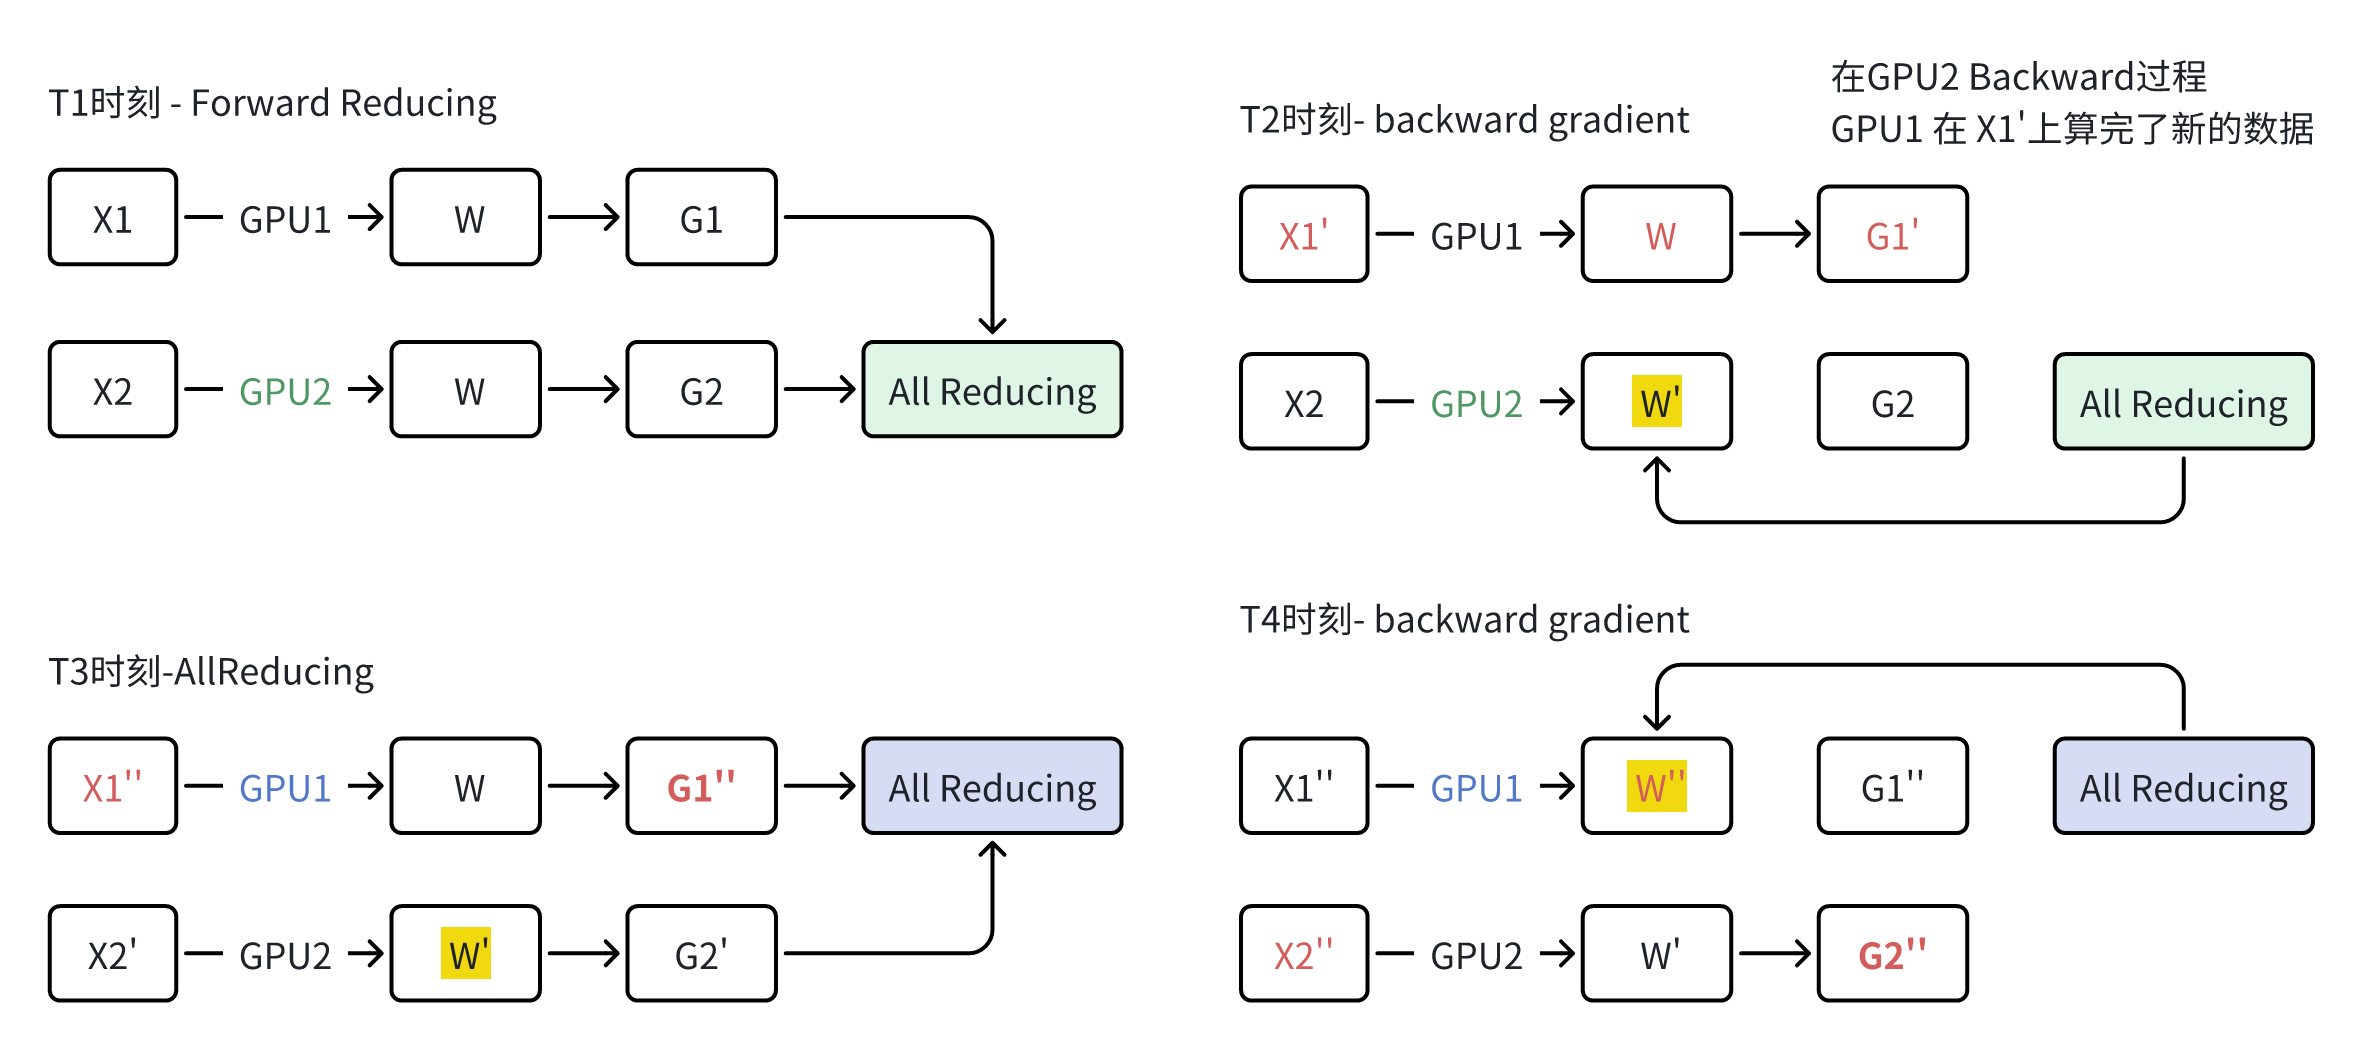 T1时刻 - Forward Reducing
X1
GPU1
W
G1
X2
GPU2
W
G2
All Reducing
在GPU2 Backward过程
GPU1 在 X1'上算完了新的数据
T2时刻- backward gradient
X1'
GPU1
W
G1'
X2
GPU2
W'
G2
All Reducing
T3时刻-AllReducing
X1''
GPU1
W
G1''
All Reducing
X2'
GPU2
W'
G2'
T4时刻- backward gradient
X1''
GPU1
W''
G1''
All Reducing
X2''
GPU2
W'
G2''